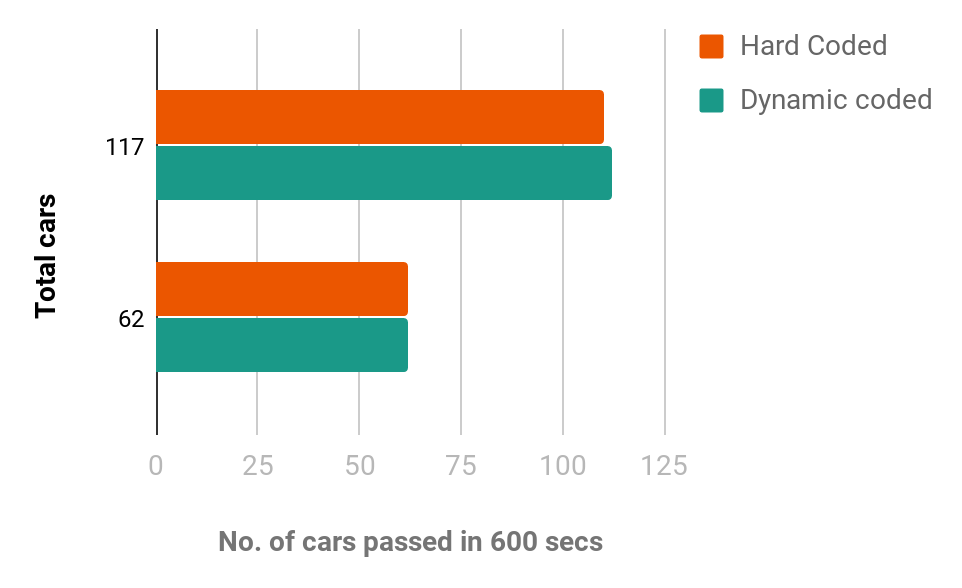 Hard Coded
Dynamic coded
117
62
Total cars
0 25 50 75 100 125
No. of cars passed in 600 secs